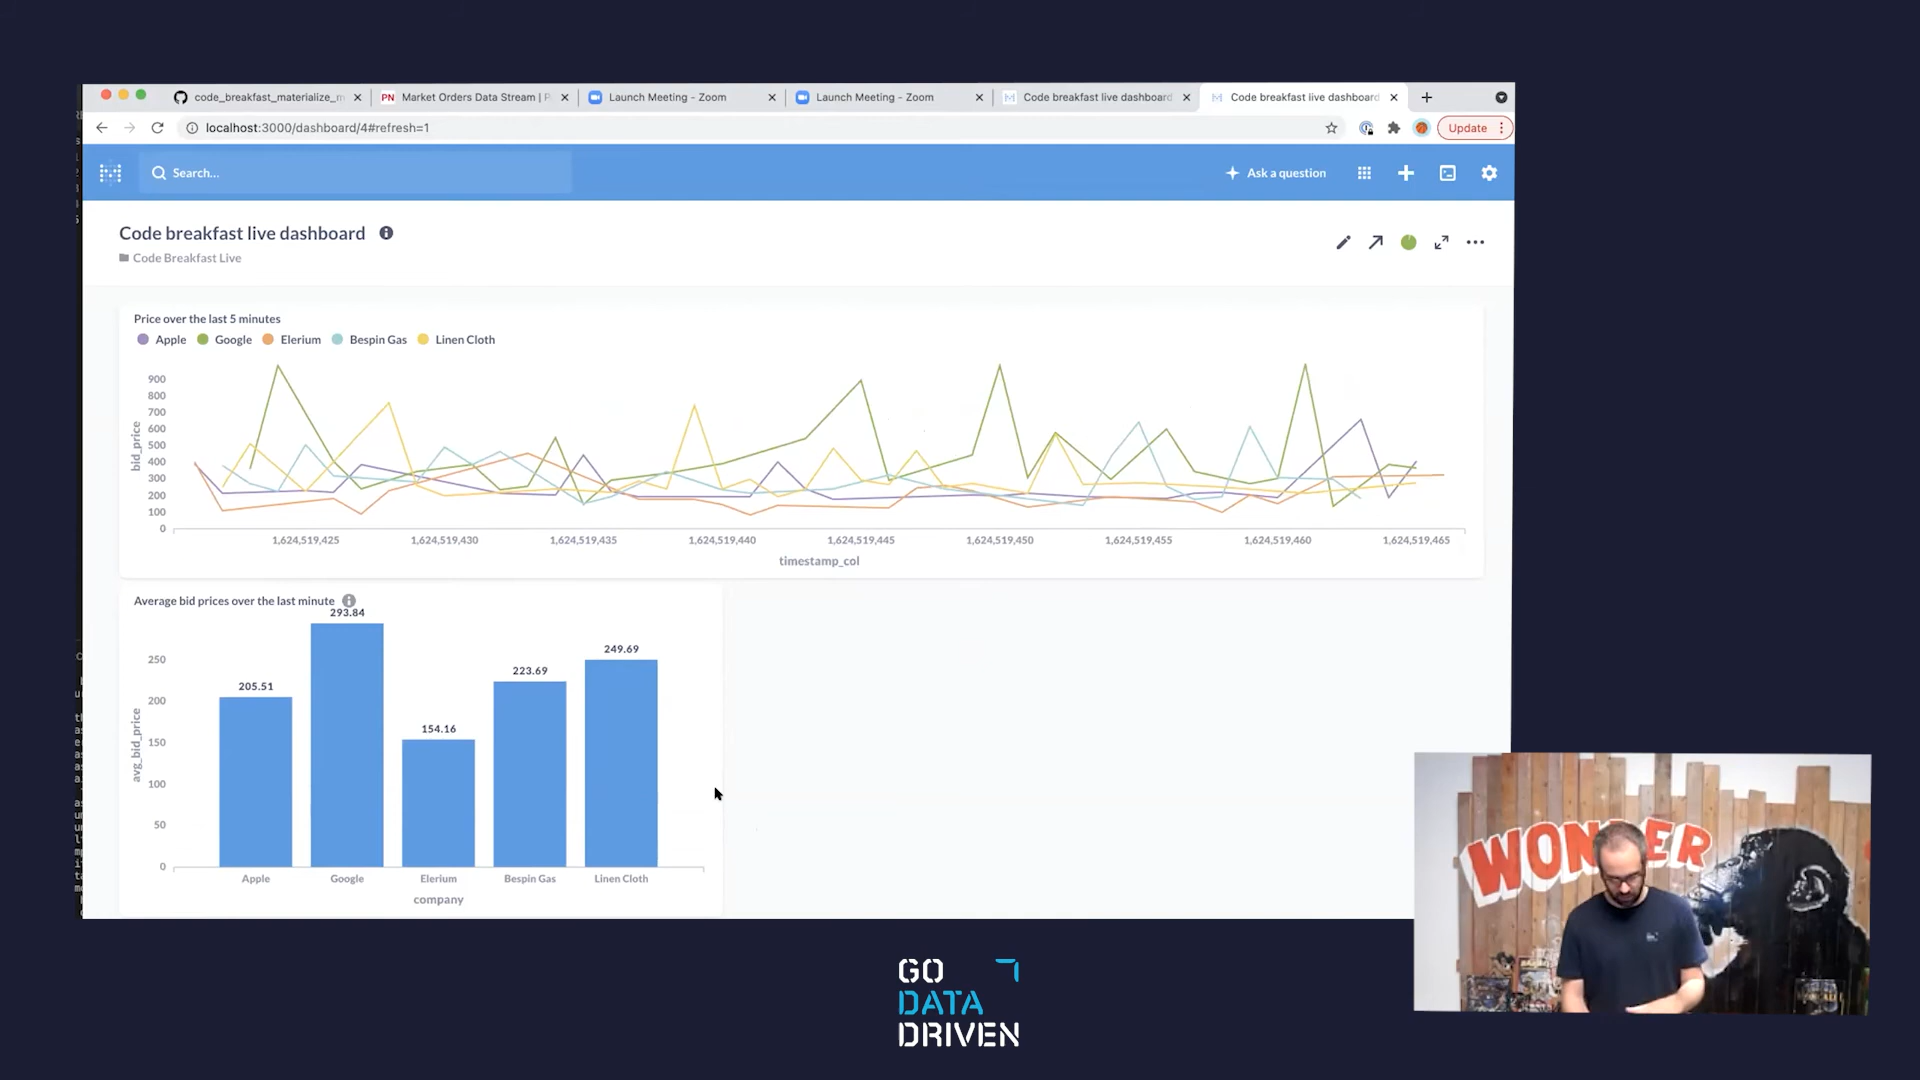 code_breakfast_materialize_m
Market Orders Data Stream | P
Launch Meeting - Zoom
Launch Meeting - Zoom
Code breakfast live dashboard
Code breakfast live dashboard
localhost:3000/dashboard/4#refresh=1
Update
Search...
Ask a question
Code breakfast live dashboard
Code Breakfast Live
Price over the last 5 minutes
Apple Google Elerium Bespin Gas Linen Cloth
900
800
700
600
500
400
300
200
100
0
bid_price
1,624,519,425 1,624,519,430 1,624,519,435 1,624,519,440 1,624,519,445 1,624,519,450 1,624,519,455 1,624,519,460 1,624,519,465
timestamp_col
Average bid prices over the last minute
293.84
249.69
223.69
205.51
154.16
250
200
150
100
50
0
avg_bid_price
Apple Google Elerium Bespin Gas Linen Cloth
company
WONDER
GO
DATA
DRIVEN